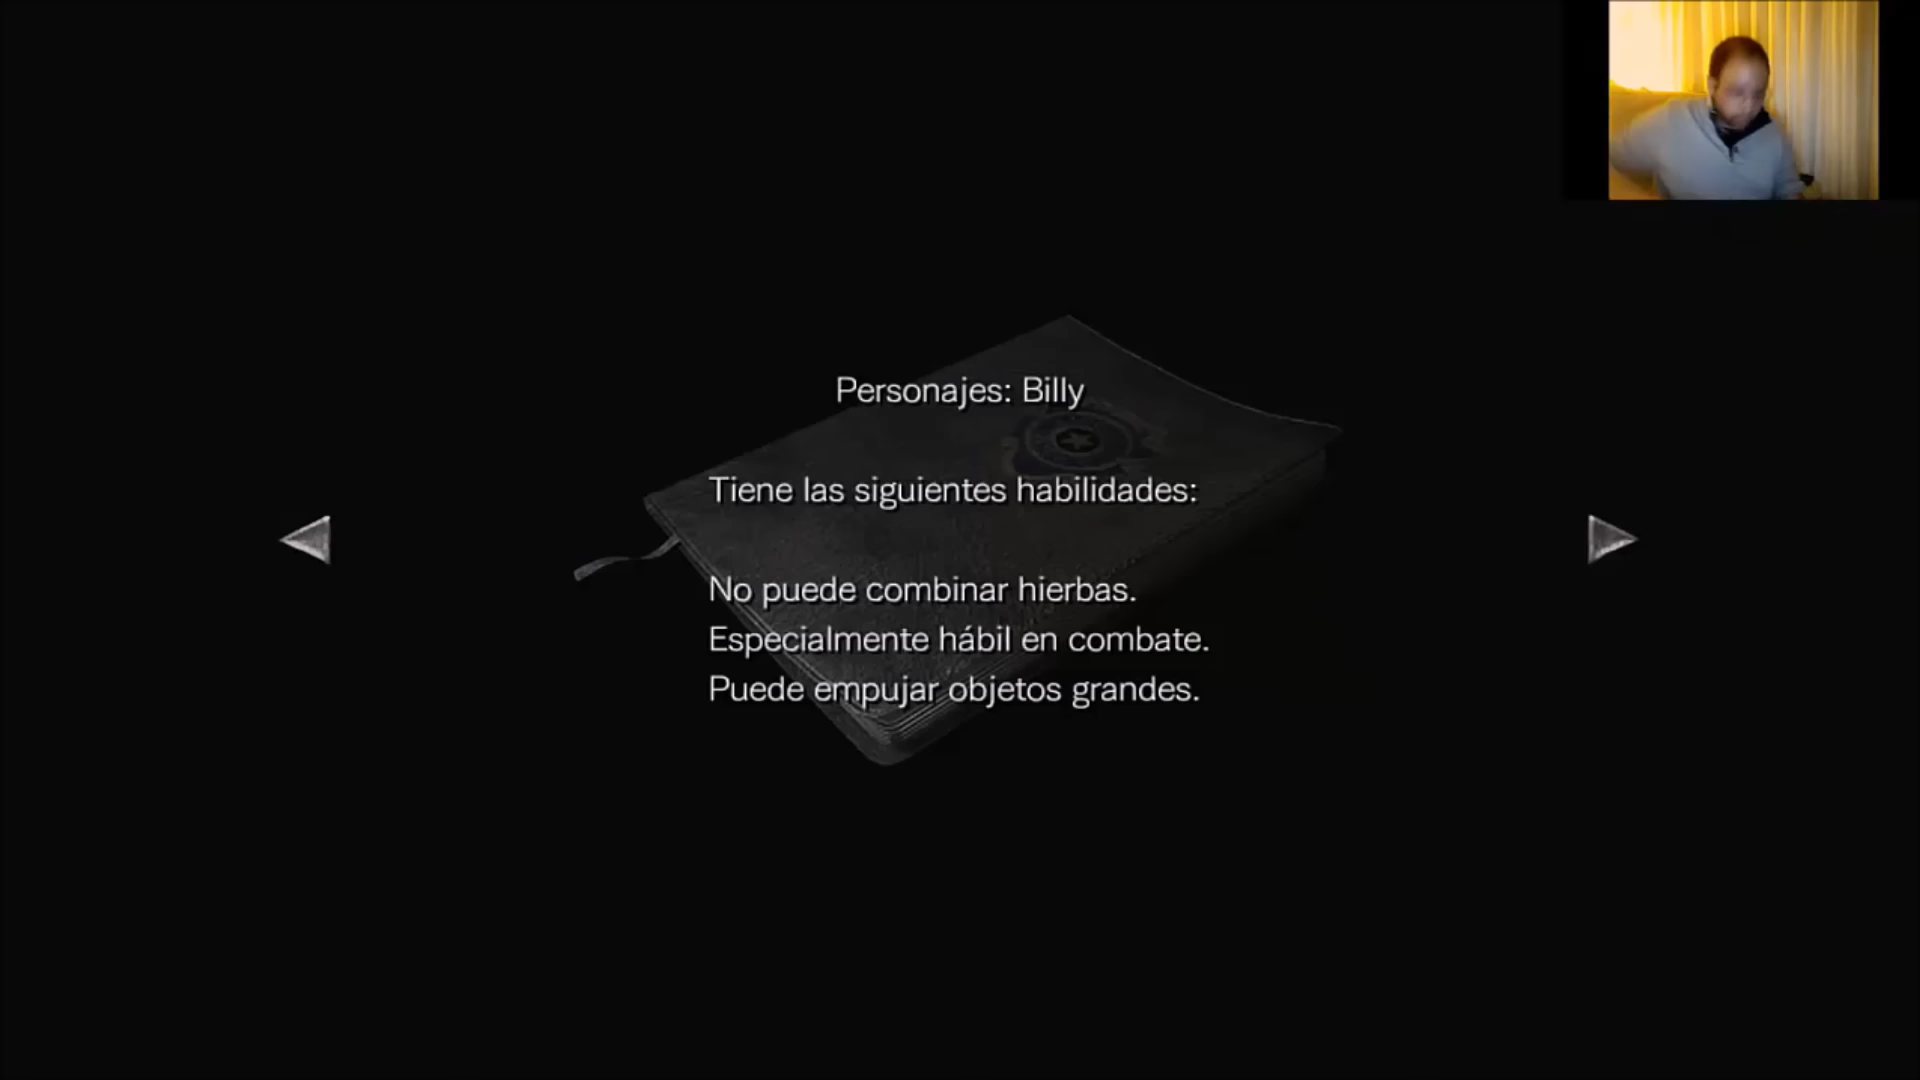 Personajes: Billy
Tiene las siguientes habilidades:
No puede combinar hierbas.
Especialmente hábil en combate.
Puede empujar objetos grandes.